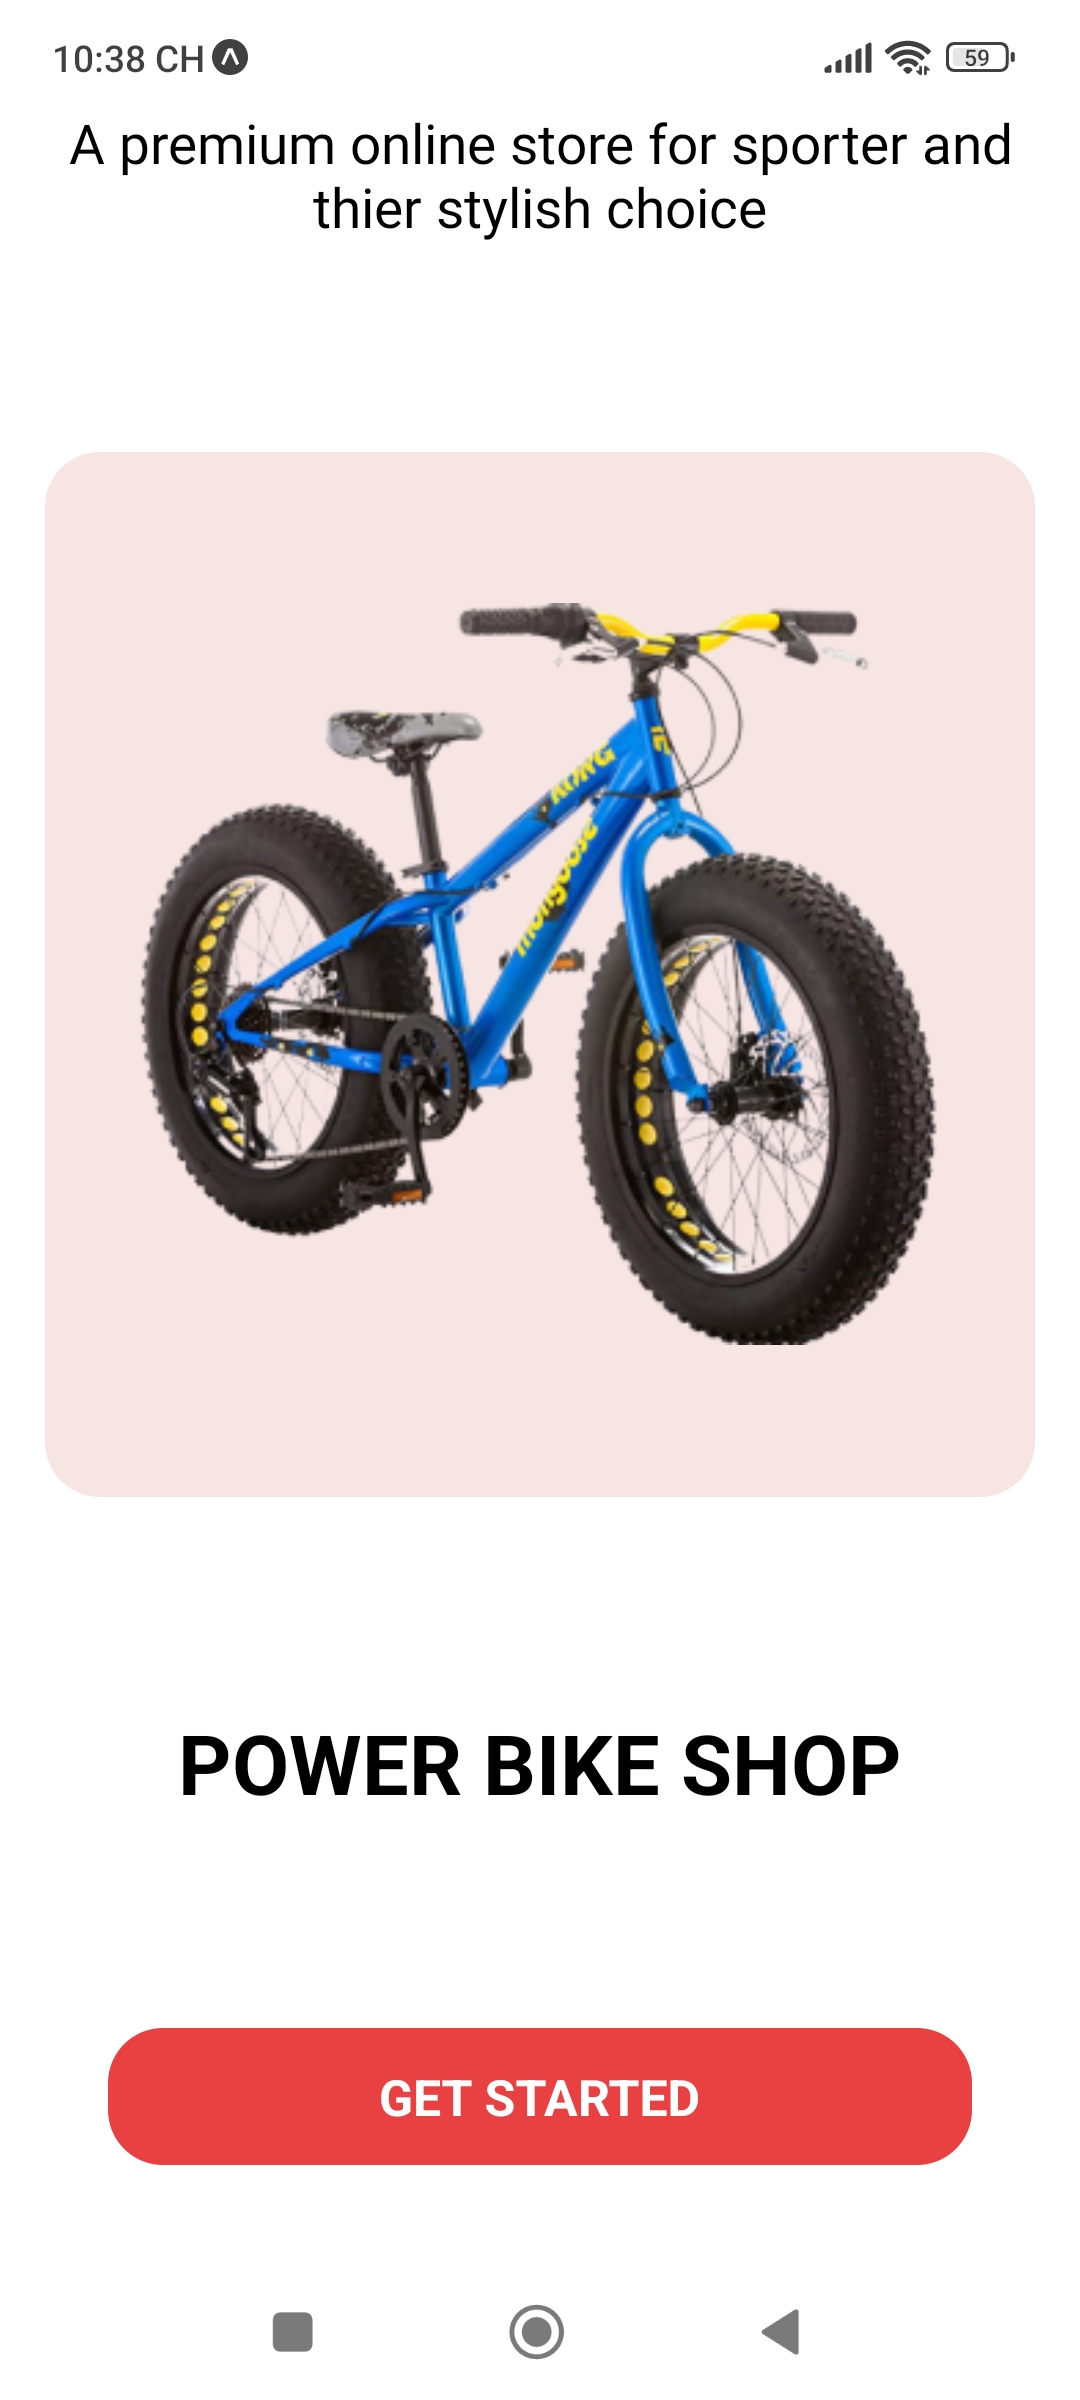 10:38 CH
59
A premium online store for sporter and
thier stylish choice
KONG
mongoose
POWER BIKE SHOP
GET STARTED